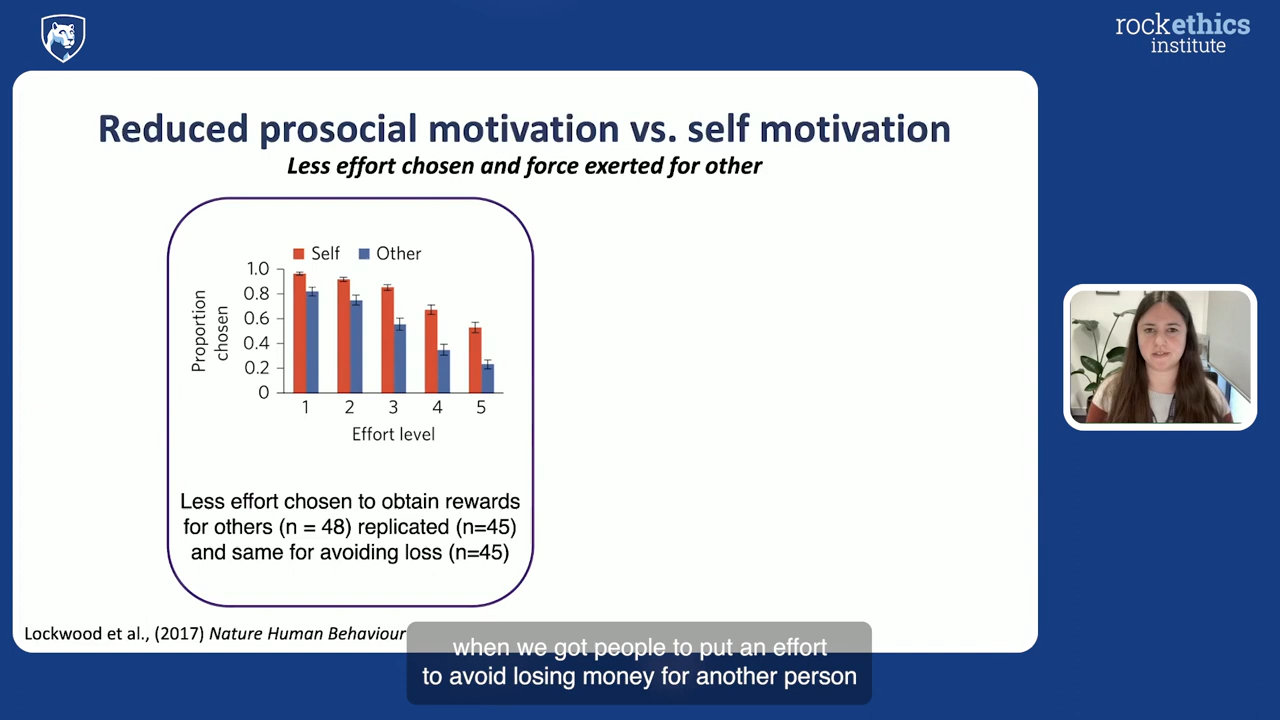 rockethics
institute
Reduced prosocial motivation vs. self motivation
Less effort chosen and force exerted for other
Self Other
1.0
0.8
0.6
0.4
0.2
0
Proportion
chosen
1 2 3 4 5
Effort level
Less effort chosen to obtain rewards
for others (n = 48) replicated (n=45)
and same for avoiding loss (n=45)
Lockwood et al., (2017) Nature Human Behaviour
when we got people to put an effort
to avoid losing money for another person